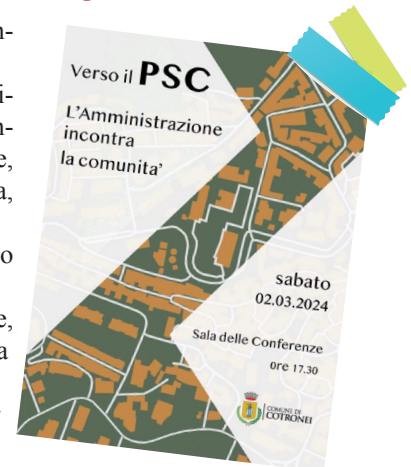 n-
i-
n-
e,
a,
o
e,
a
Verso il PSC
L'Amministrazione
incontra
la comunita'
sabato
02.03.2024
Sala delle Conferenze
ore 17.30
COMUNE DI
COTRONEI